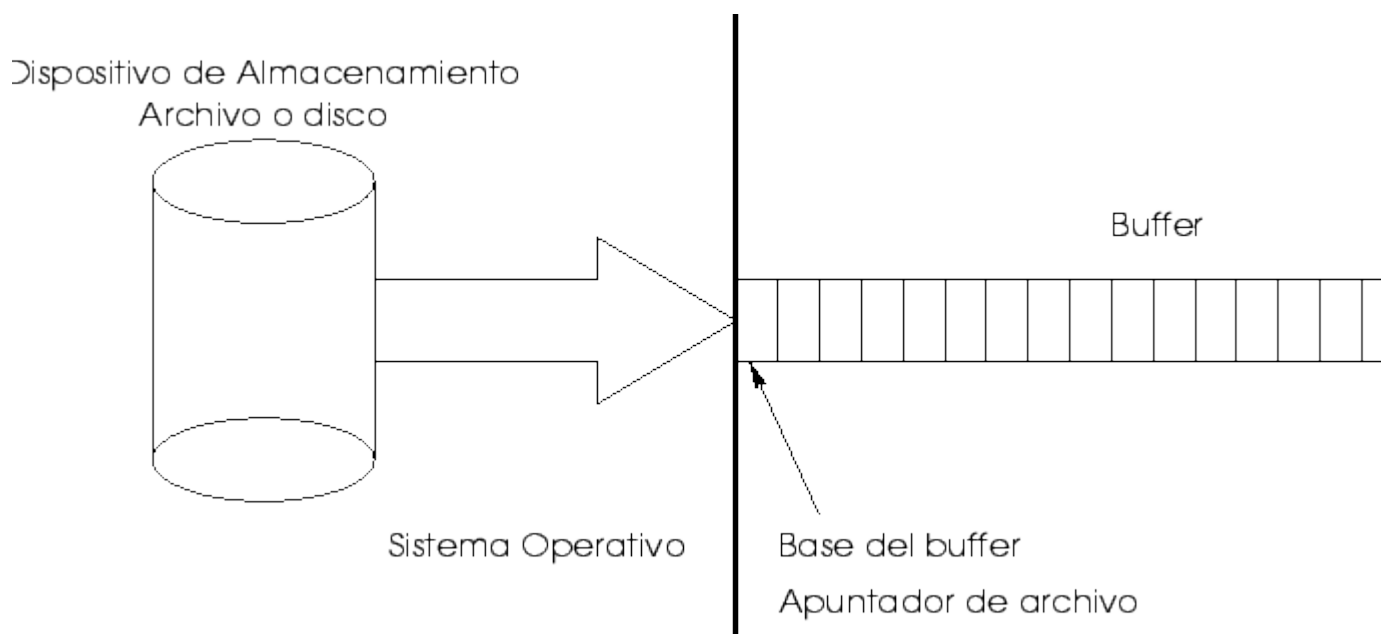 Dispositivo de Almacenamiento
Archivo o disco
Buffer
Sistema Operativo
Base del buffer
Apuntador de archivo